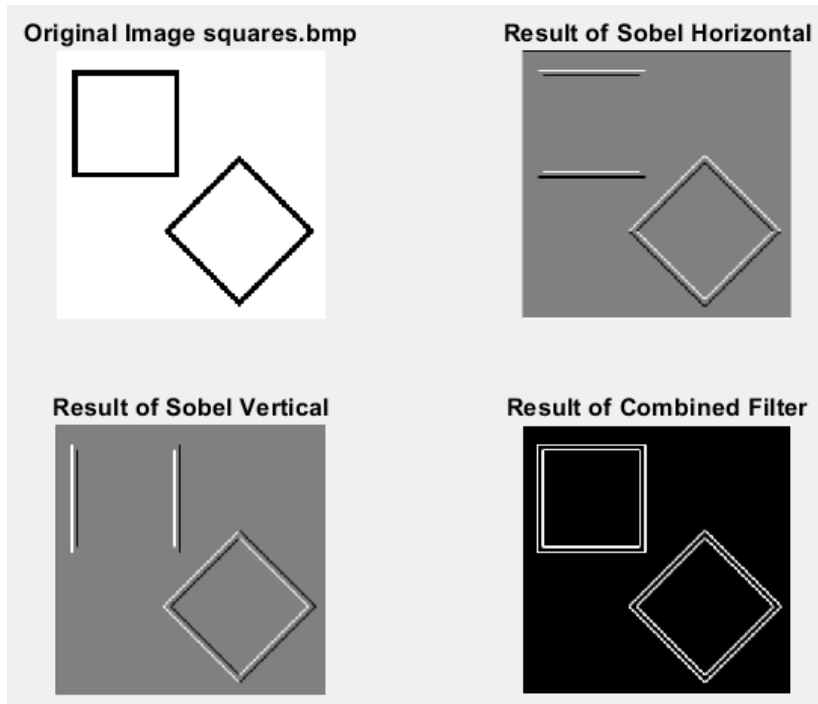 Original Image squares.bmp
Result of Sobel Horizontal
Result of Sobel Vertical
Result of Combined Filter